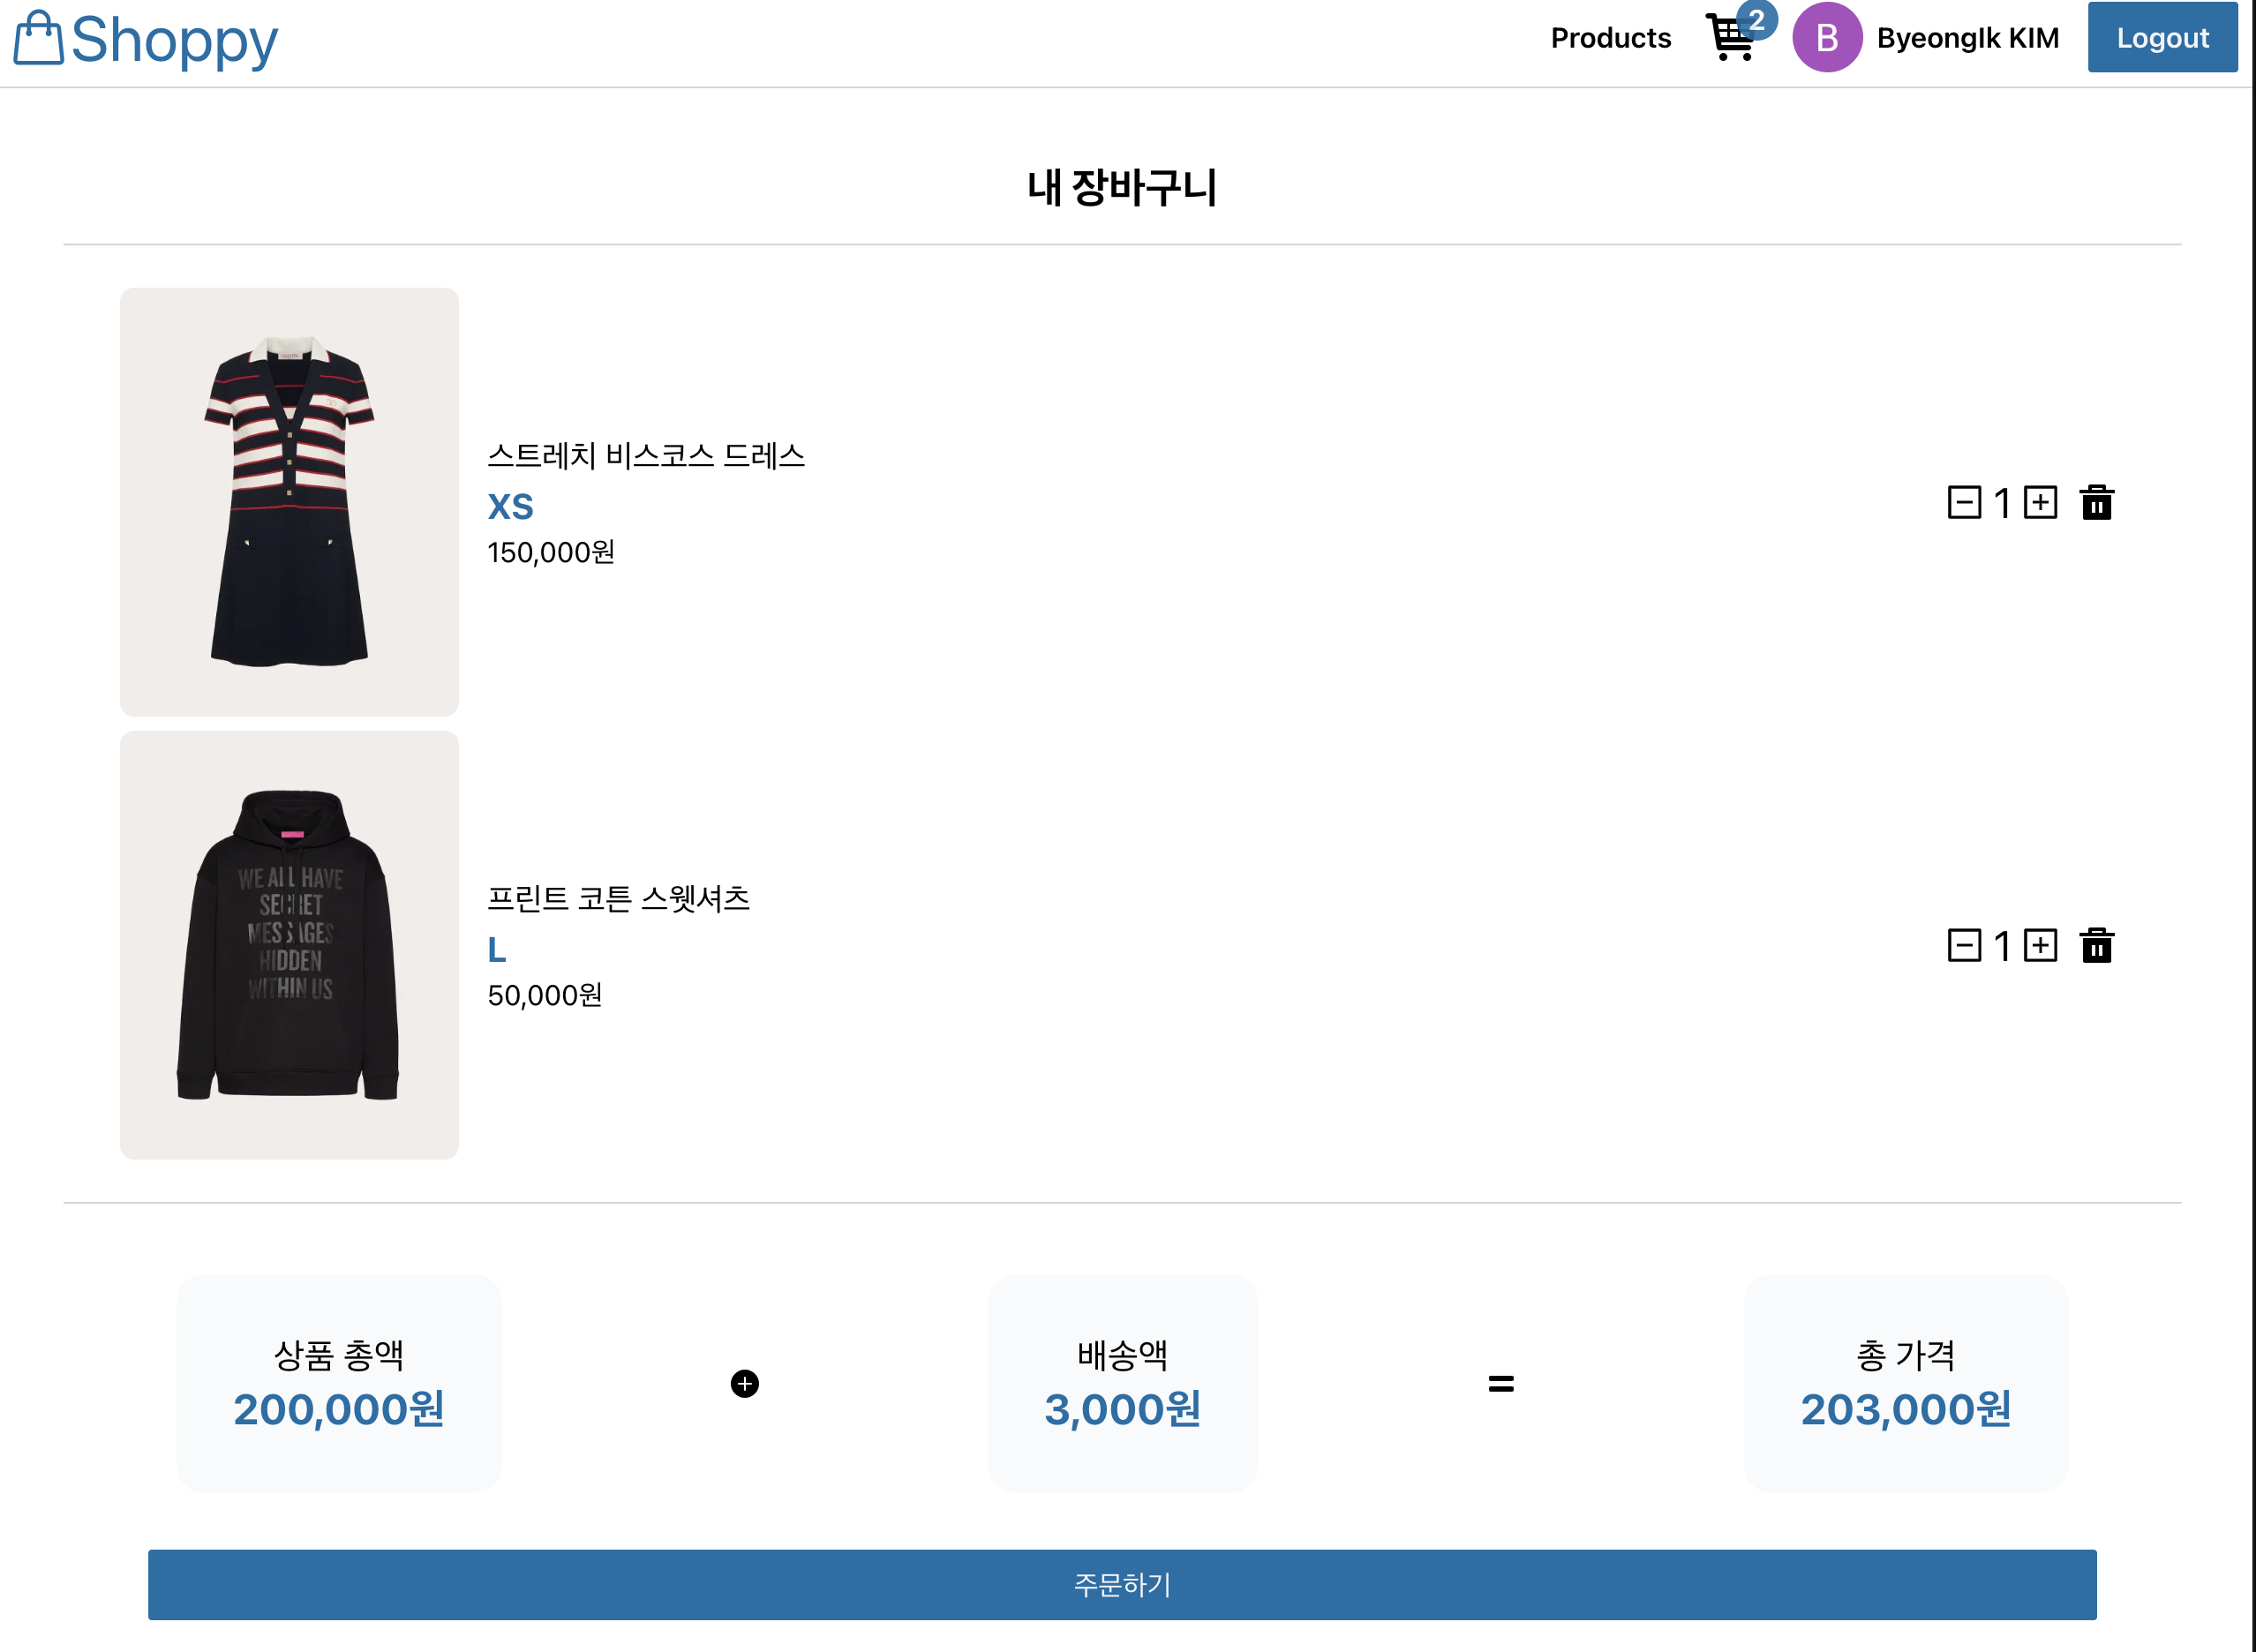 Shoppy
Products
2
B
ByeongIk KIM
Logout
내 장바구니
스트레치 비스코스 드레스
XS
150,000원
1
WE ALL HAVE
SECRET
MESSAGES
HIDDEN
WITHIN US
프린트 코튼 스웻셔츠
L
50,000원
1
상품 총액
200,000원
배송액
3,000원
=
총 가격
203,000원
주문하기